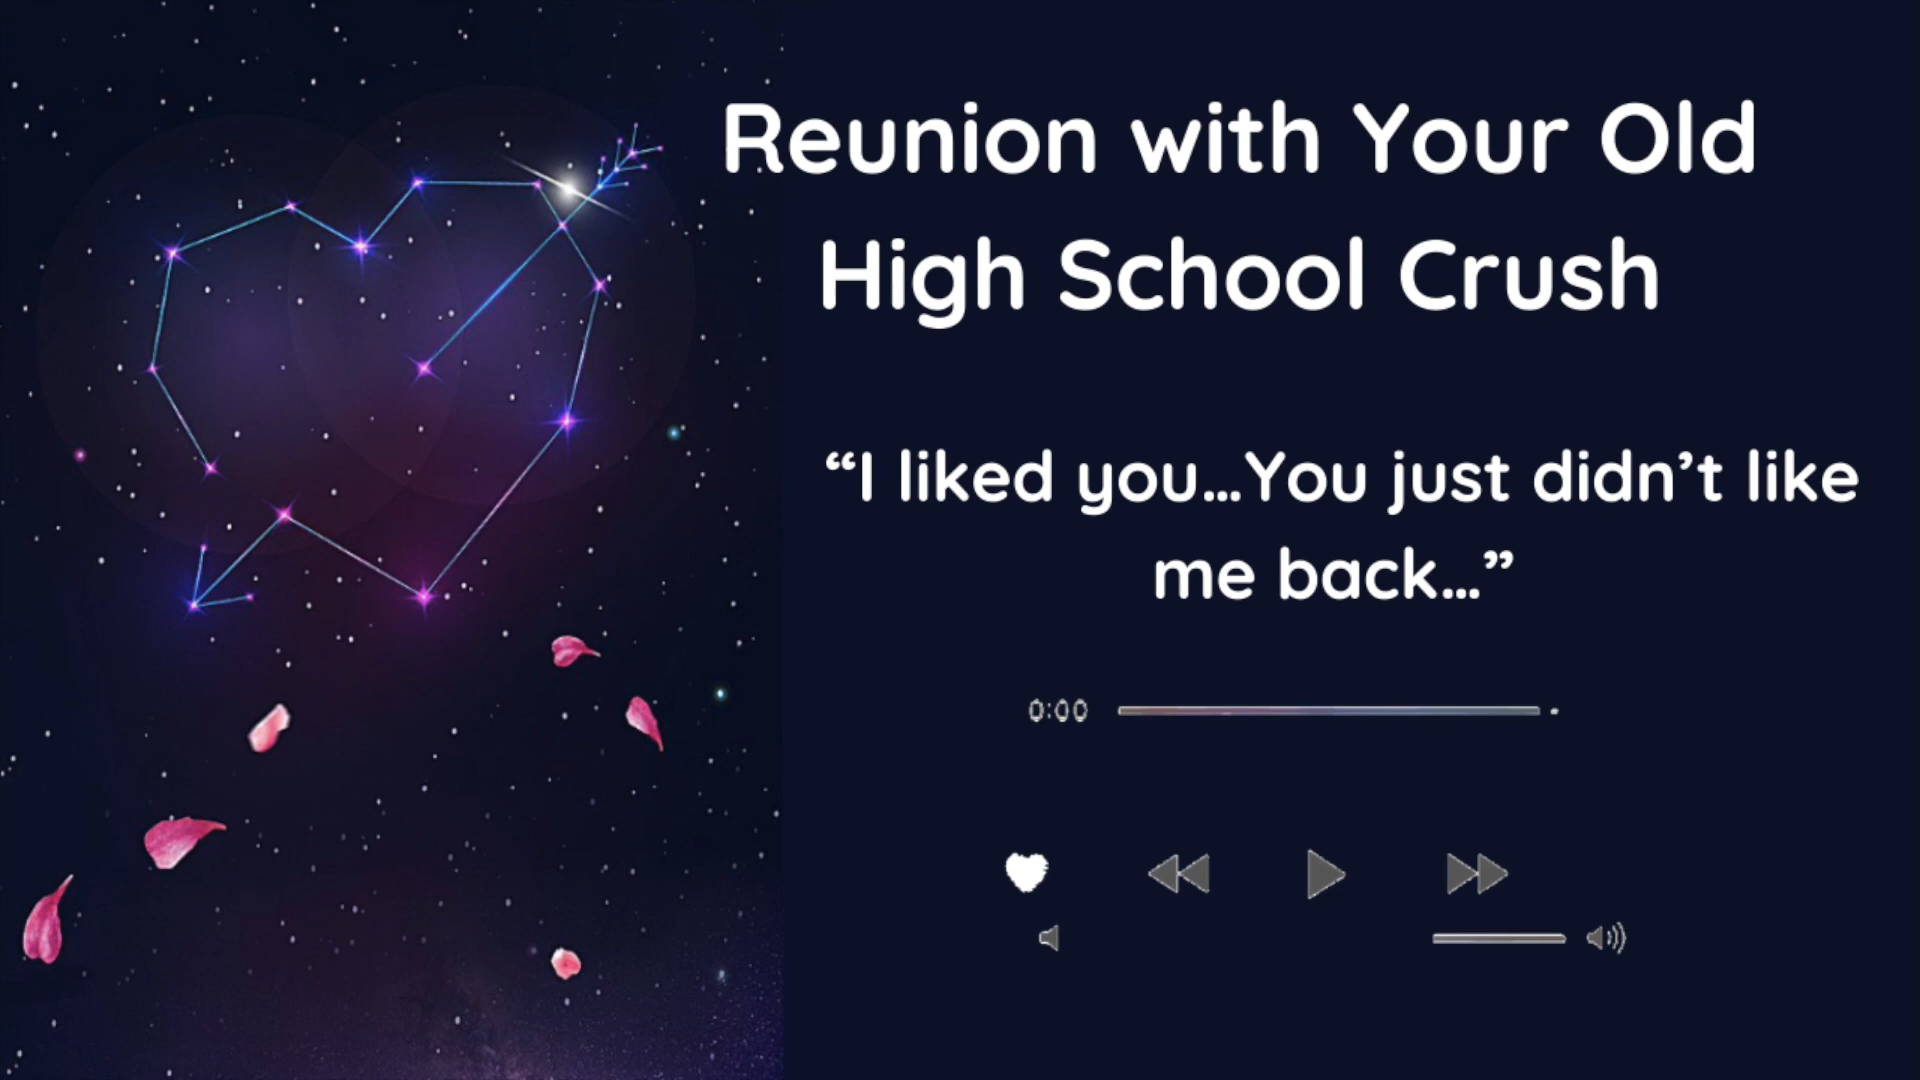 Reunion with Your Old
High School Crush
“I liked you...You just didn’t like
me back...”
0:00